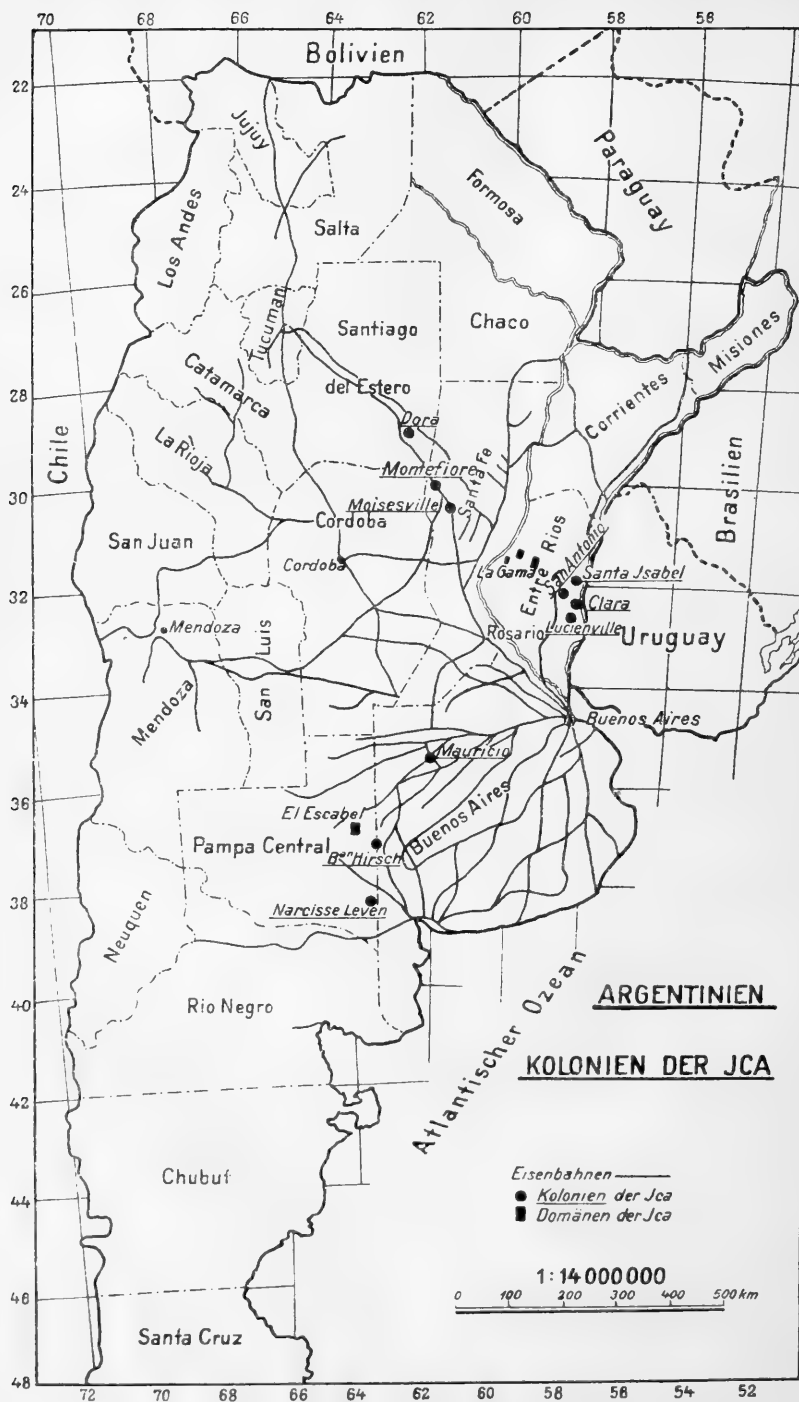 70 66 64 62 60 58 56
Bolivien
22
Jujuy
Paraguay
24
Los Andes
Salta
Formosa
26
Tucuman
Santiago
del Estero
Chaco
Misiones
Catamarca
28
Corrientes
Dora
La Rioja
Chile
Montefiore
Santa Fe
Brasilien
30
Moisesville
Cordoba
San Juan
Cordoba
Entre Rios
San Antonio
La Gama
Santa Jsabel
32
Clara
Mendoza
Luis
San
Rosario
Lucienville
Uruguay
34
Mendoza
Buenos Aires
Mauricio
36
El Escabel
Buenos Aires
Pampa Central
Bon Hirsch
38
Narcisse Leven
Neuquen
40
Rio Negro
Atlantischer Ozean
ARGENTINIEN
KOLONIEN DER JCA
42
Chubut
44
Eisenbahnen
Kolonien der Jca
Domänen der Jca
1:14 000 000
46
0 100 200 300 400 500 km
Santa Cruz
48
72 70 68 66 64 62 60 58 56 54 52